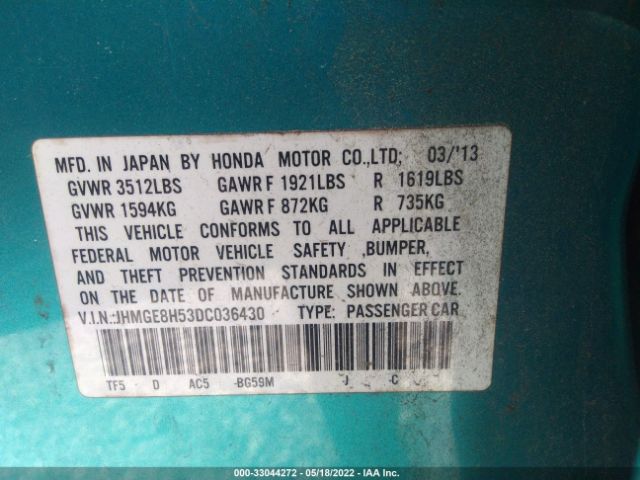 MFD. IN JAPAN BY HONDA MOTOR CO.,LTD; 03/'13
GVWR 3512LBS GAWR F 1921LBS R 1619LBS
GVWR 1594KG GAWR F 872KG R 735KG
THIS VEHICLE CONFORMS TO ALL APPLICABLE
FEDERAL MOTOR VEHICLE SAFETY ,BUMPER,
AND THEFT PREVENTION STANDARDS IN EFFECT
ON THE DATE OF MANUFACTURE SHOWN ABOVE.
V.I.N.:JHMGE8H53DC036430 TYPE: PASSENGER CAR
TF5 D AC5 -BG59M J C
000-33044272 - 05/18/2022 - IAA Inc.